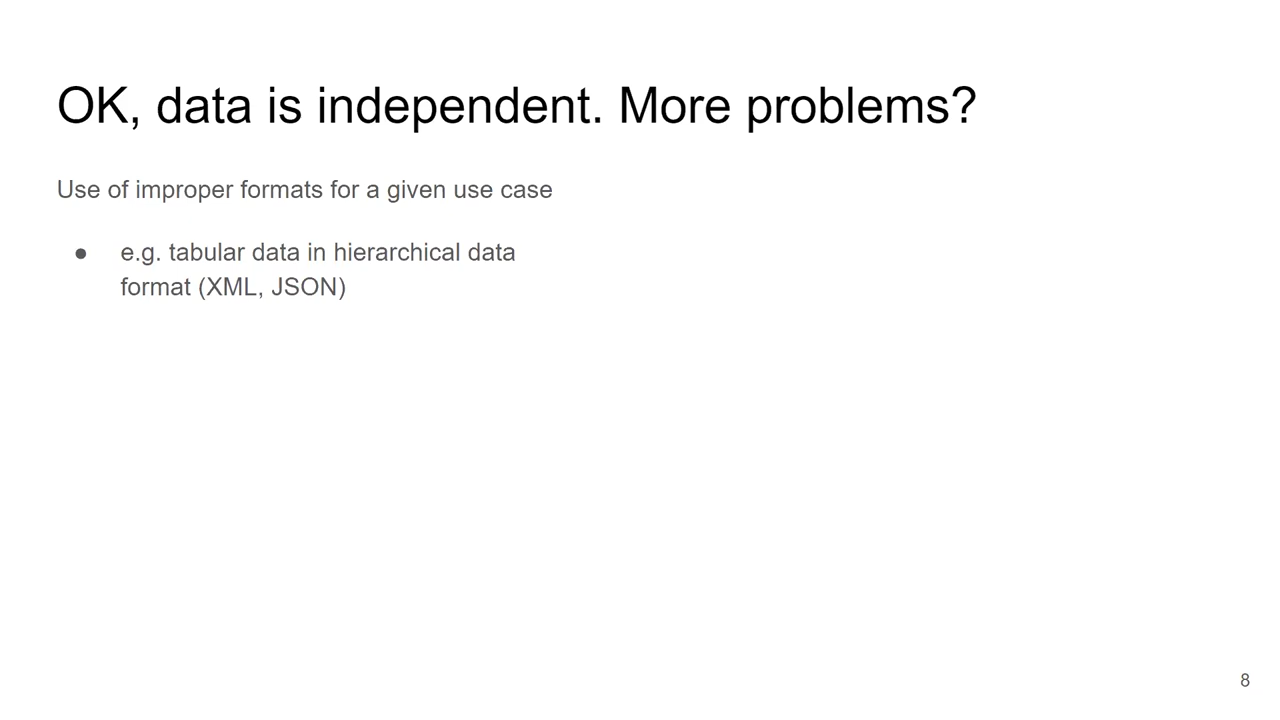 OK, data is independent. More problems?
Use of improper formats for a given use case
● e.g. tabular data in hierarchical data
format (XML, JSON)
8